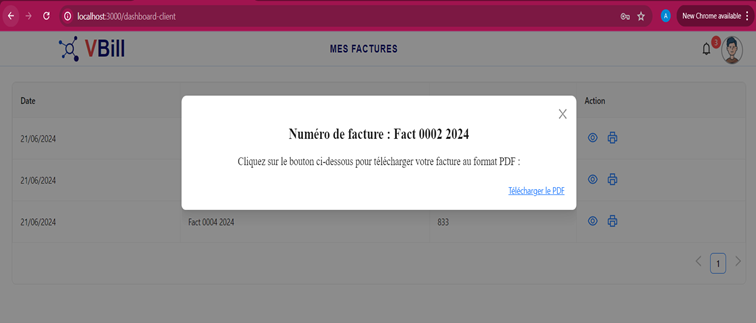 localhost:3000/dashboard-client
A
New Chrome available
VBill
MES FACTURES
Date
Action
X
Numéro de facture : Fact 0002 2024
Cliquez sur le bouton ci-dessous pour télécharger votre facture au format PDF :
Télécharger le PDF
21/06/2024
21/06/2024
21/06/2024 Fact 0004 2024 833
1